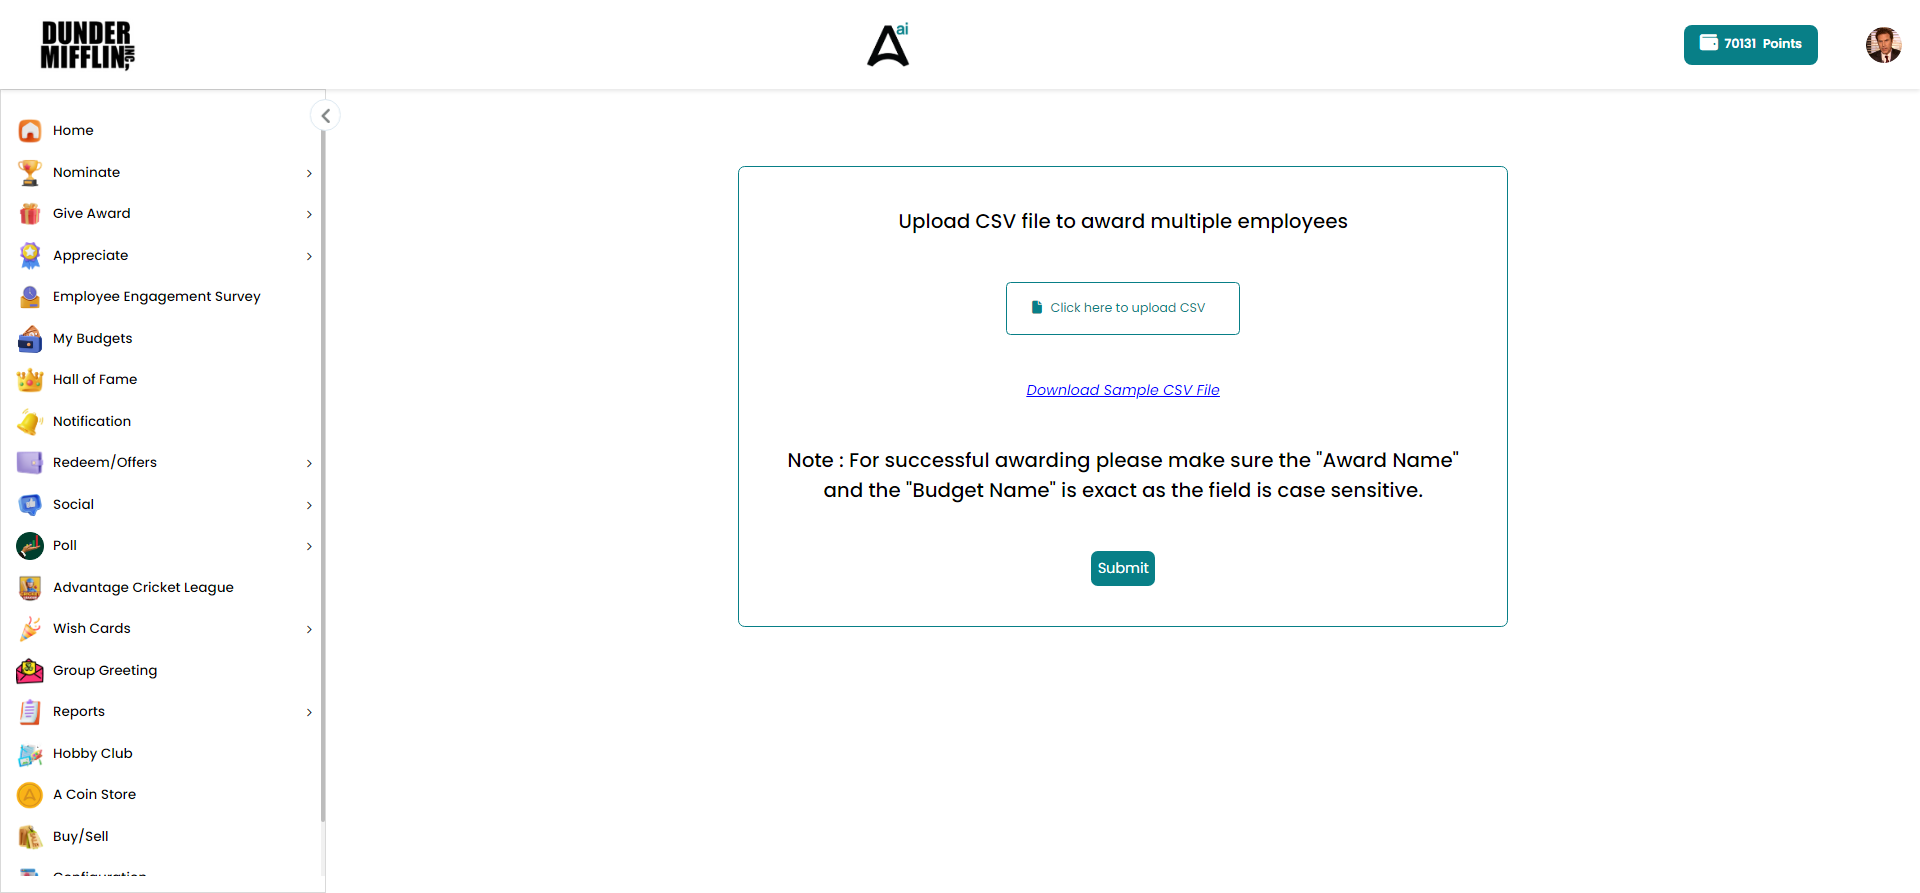 DUNDER
MIFFLIN INC,
ai
70131 Points
Home
Nominate
Give Award
Appreciate
Employee Engagement Survey
My Budgets
Hall of Fame
Notification
Redeem/Offers
Social
Poll
Advantage Cricket League
Wish Cards
Group Greeting
Reports
Hobby Club
A Coin Store
Buy/Sell
Configuration
Upload CSV file to award multiple employees
Click here to upload CSV
Download Sample CSV File
Note : For successful awarding please make sure the "Award Name"
and the "Budget Name" is exact as the field is case sensitive.
Submit